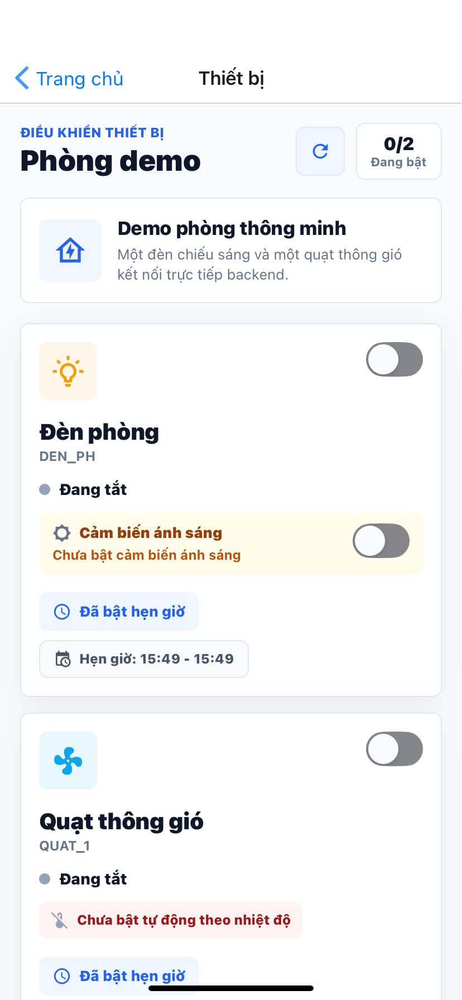 Trang chủ
Thiết bị
ĐIỀU KHIỂN THIẾT BỊ
Phòng demo
0/2
Đang bật
Demo phòng thông minh
Một đèn chiếu sáng và một quạt thông gió
kết nối trực tiếp backend.
Đèn phòng
DEN_PH
Đang tắt
Cảm biến ánh sáng
Chưa bật cảm biến ánh sáng
Đã bật hẹn giờ
Hẹn giờ: 15:49 - 15:49
Quạt thông gió
QUAT_1
Đang tắt
Chưa bật tự động theo nhiệt độ
Đã bật hẹn giờ